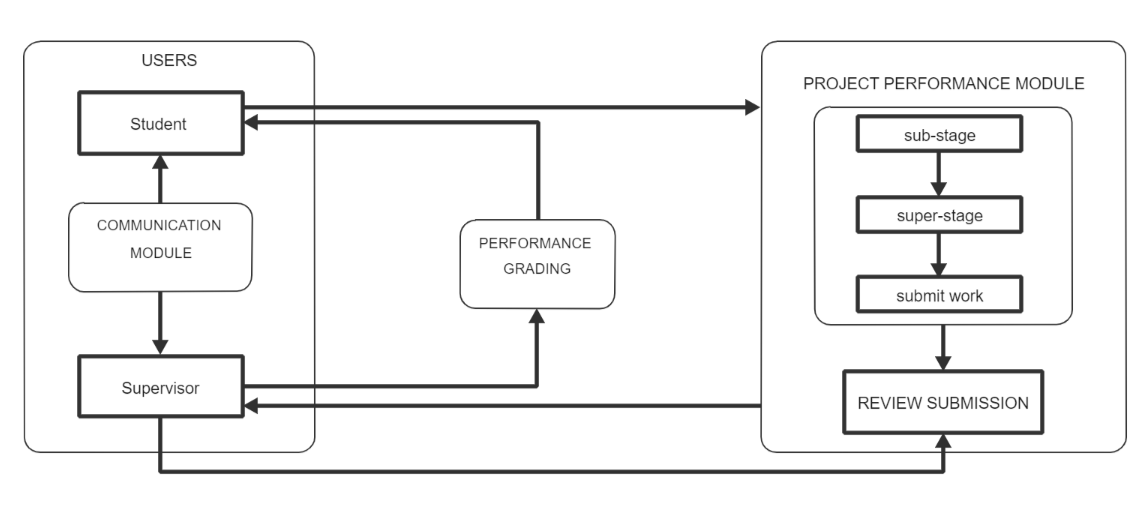 USERS
Student
COMMUNICATION
MODULE
Supervisor
PERFORMANCE
GRADING
PROJECT PERFORMANCE MODULE
sub-stage
super-stage
submit work
REVIEW SUBMISSION